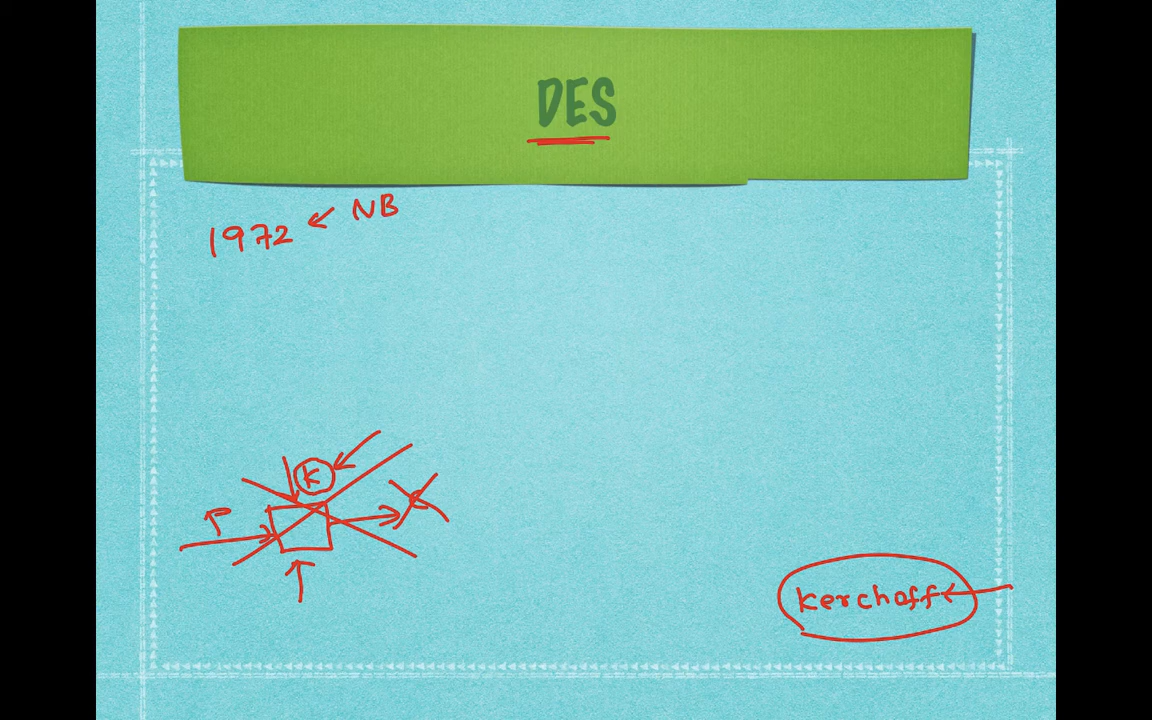 DES
1972 ← NB
K
Kerchoff